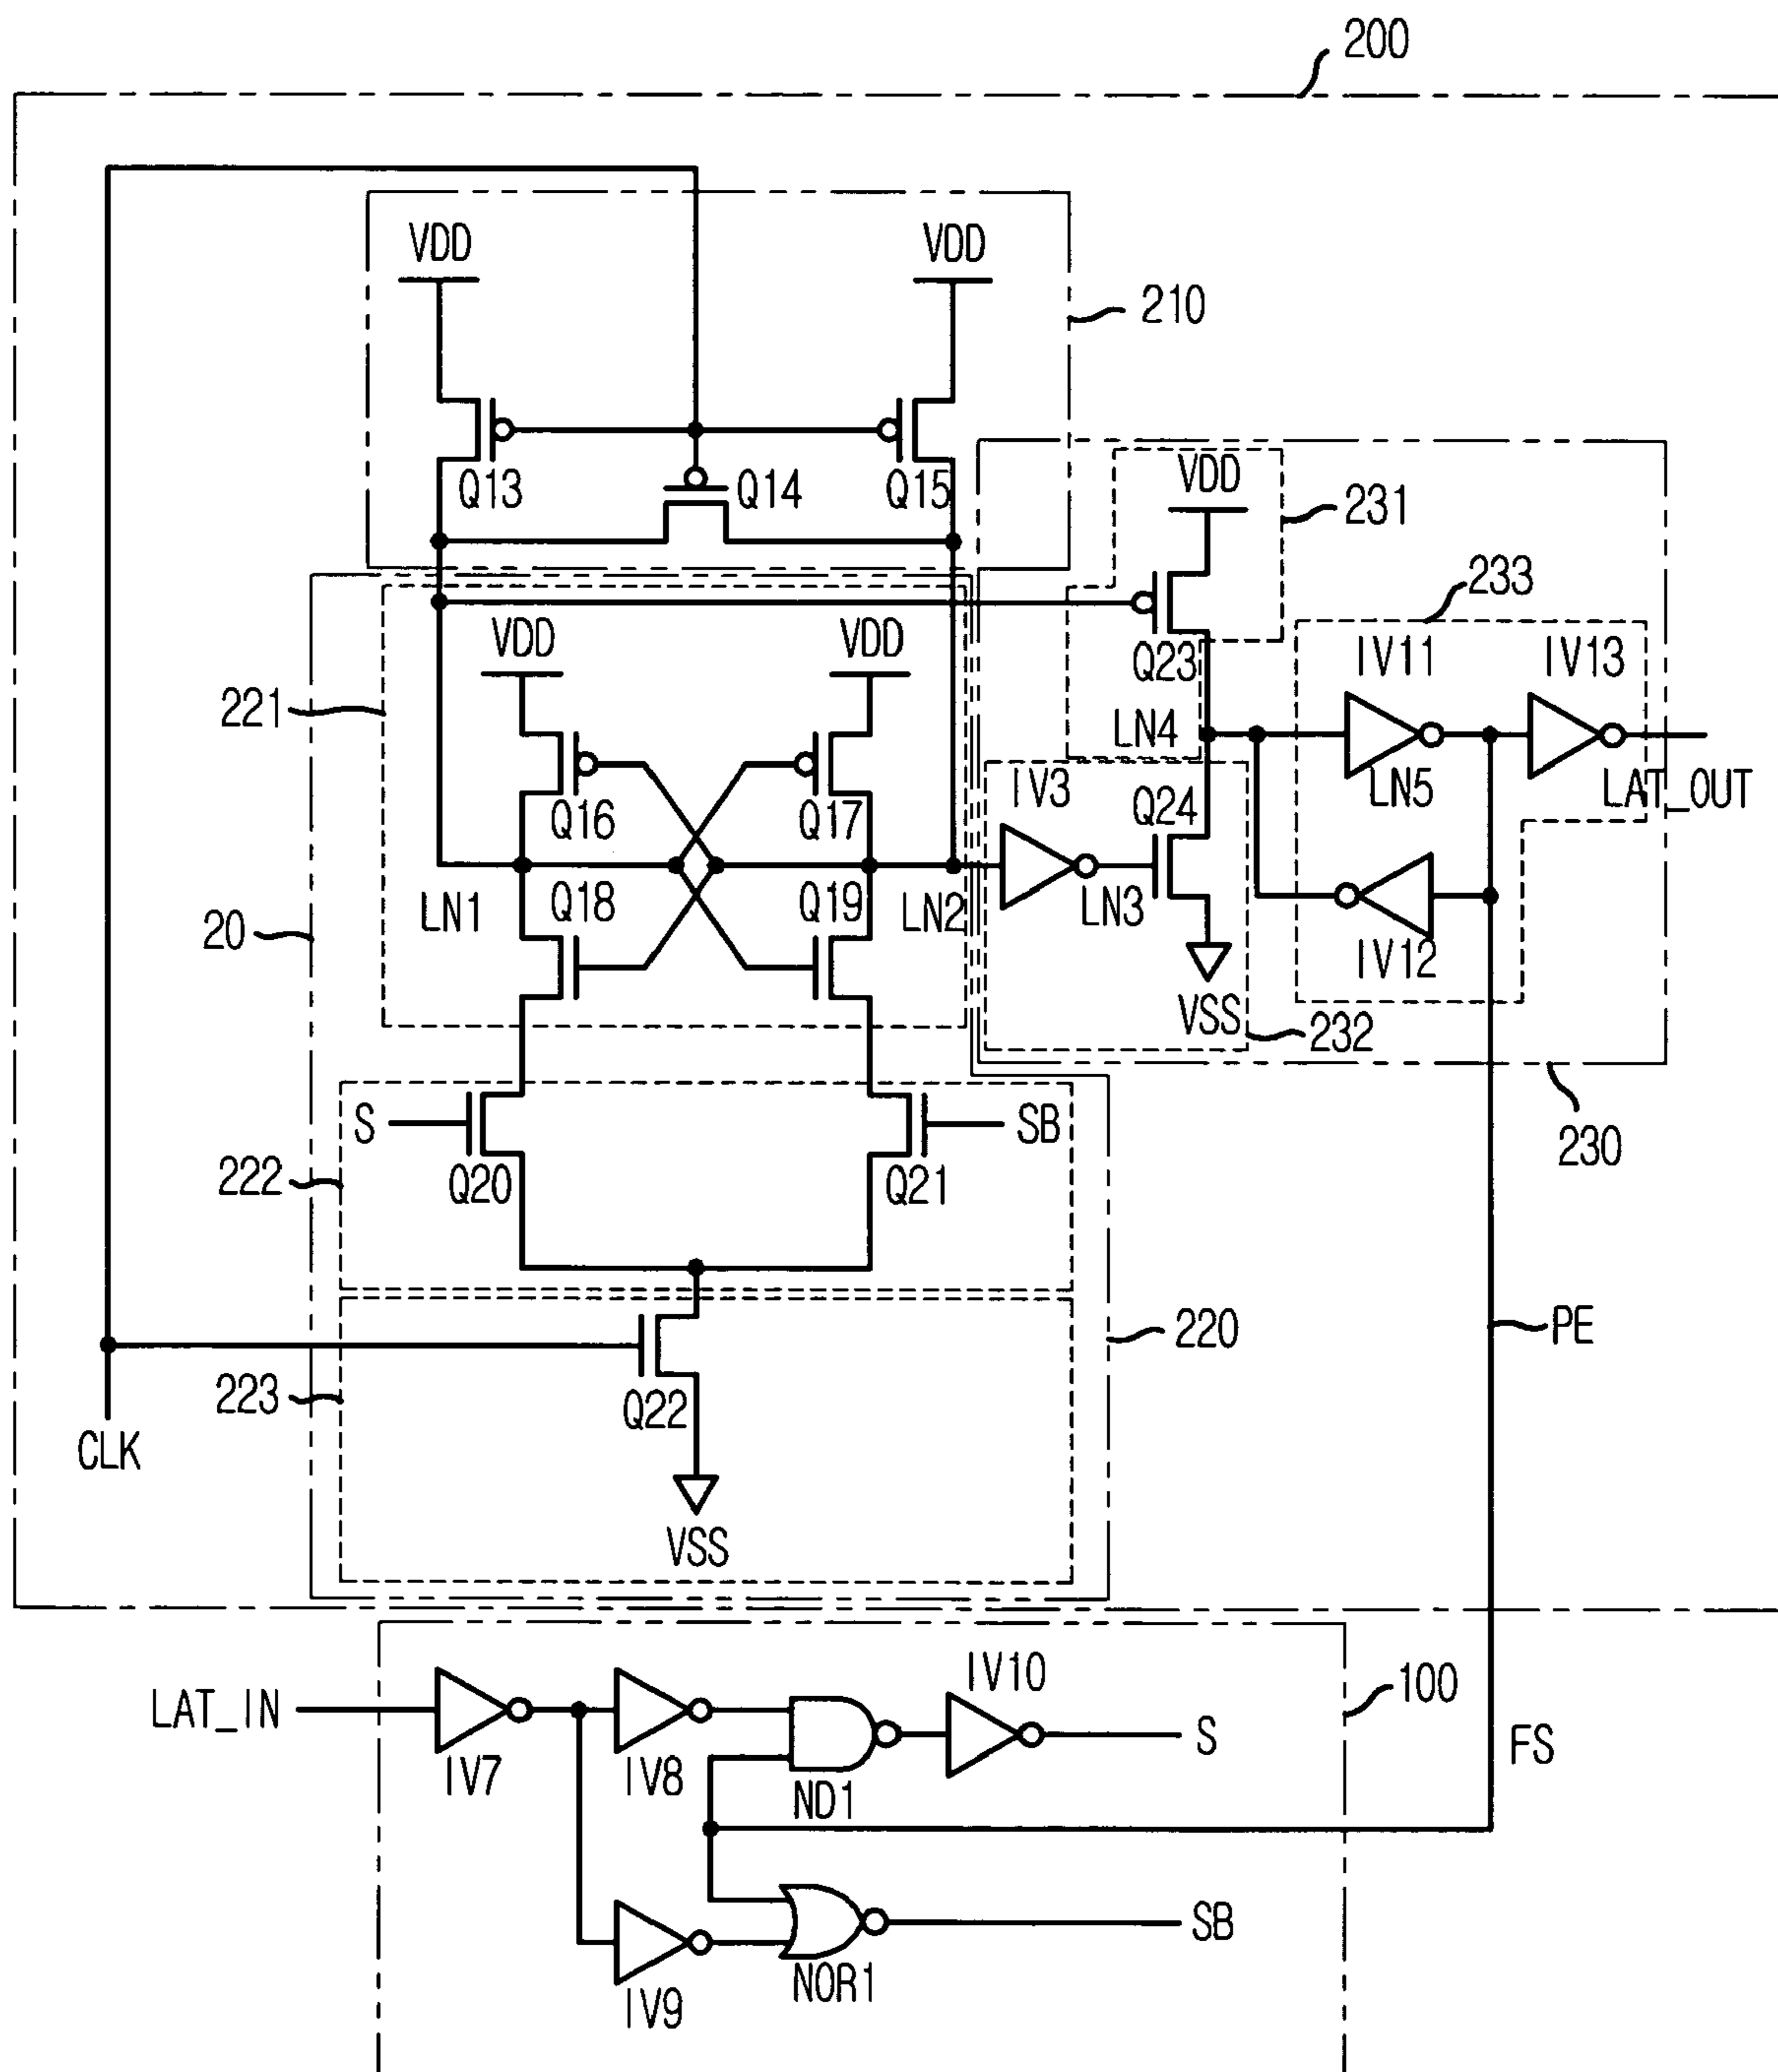 200
VDD
VDD
210
Q13
Q14
Q15
VDD
231
233
VDD
VDD
Q23
IV11
IV13
221
LN4
Q16
Q17
IV3
Q24
LN5
LAT_OUT
LN1
Q18
Q19
LN2
LN3
20
IV12
VSS
232
S
SB
230
222
Q20
Q21
220
PE
223
Q22
CLK
VSS
IV10
100
LAT_IN
S
FS
IV7
IV8
ND1
SB
IV9
NOR1